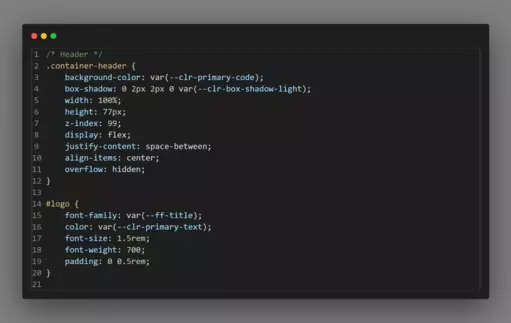 1 /* Header */
2 .container-header {
3     background-color: var(--clr-primary-code);
4     box-shadow: 0 2px 2px 0 var(--clr-box-shadow-light);
5     width: 100%;
6     height: 77px;
7     z-index: 99;
8     display: flex;
9     justify-content: space-between;
10     align-items: center;
11     overflow: hidden;
12 }
13
14 #logo {
15     font-family: var(--ff-title);
16     color: var(--clr-primary-text);
17     font-size: 1.5rem;
18     font-weight: 700;
19     padding: 0 0.5rem;
20 }
21